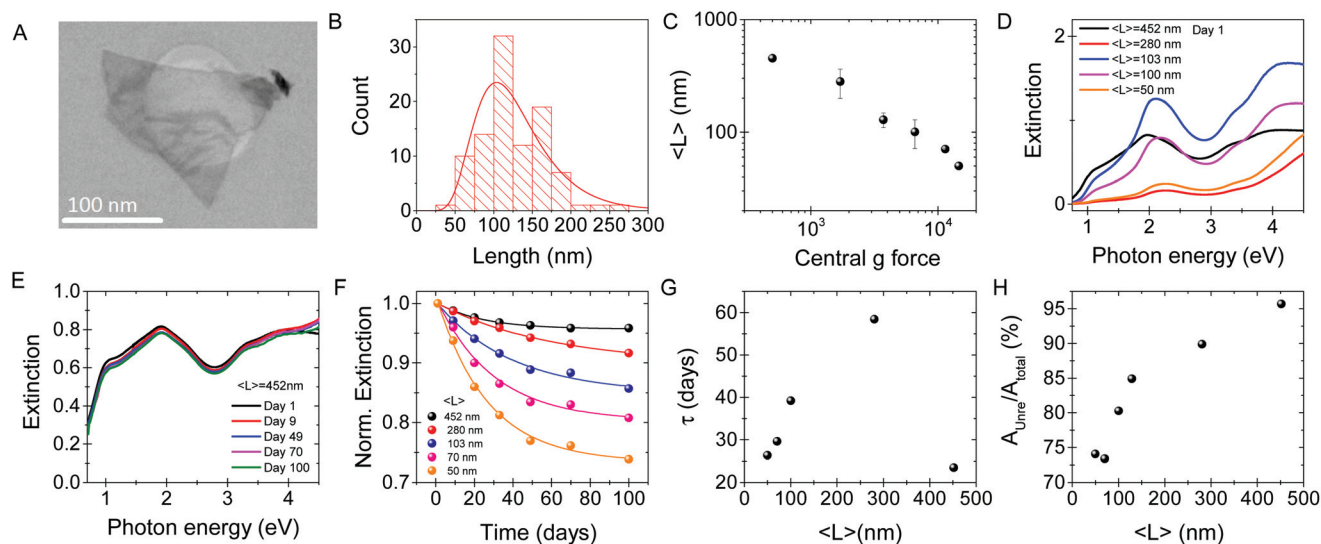 A
100 nm
B
Count
30
20
10
0
0
50
100
150
200
250
300
Length (nm)
C
<L> (nm)
1000
100
10³
10⁴
Central g force
D
Extinction
2
0
1
2
3
4
Photon energy (eV)
<L>=452 nm Day 1
<L>=280 nm
<L>=103 nm
<L>=100 nm
<L>=50 nm
E
Extinction
1.0
0.8
0.6
0.4
0.2
0.0
1
2
3
4
Photon energy (eV)
<L>=452nm
Day 1
Day 9
Day 49
Day 70
Day 100
F
Norm. Extinction
1.0
0.9
0.8
0.7
0
20
40
60
80
100
Time (days)
<L>
452 nm
280 nm
103 nm
70 nm
50 nm
G
τ (days)
60
50
40
30
20
0
100
200
300
400
500
<L>(nm)
H
A_Unre/A_total (%)
95
90
85
80
75
70
0
100
200
300
400
500
<L> (nm)